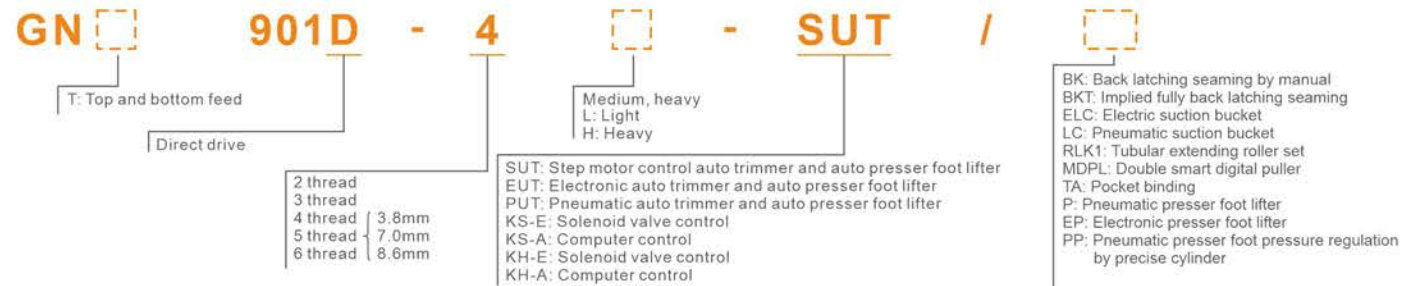 GN 901D - 4 - SUT /
T: Top and bottom feed
Direct drive
2 thread
3 thread
4 thread 3.8mm
5 thread 7.0mm
6 thread 8.6mm
Medium, heavy
L: Light
H: Heavy
SUT: Step motor control auto trimmer and auto presser foot lifter
EUT: Electronic auto trimmer and auto presser foot lifter
PUT: Pneumatic auto trimmer and auto presser foot lifter
KS-E: Solenoid valve control
KS-A: Computer control
KH-E: Solenoid valve control
KH-A: Computer control
BK: Back latching seaming by manual
BKT: Implied fully back latching seaming
ELC: Electric suction bucket
LC: Pneumatic suction bucket
RLK1: Tubular extending roller set
MDPL: Double smart digital puller
TA: Pocket binding
P: Pneumatic presser foot lifter
EP: Electronic presser foot lifter
PP: Pneumatic presser foot pressure regulation
by precise cylinder